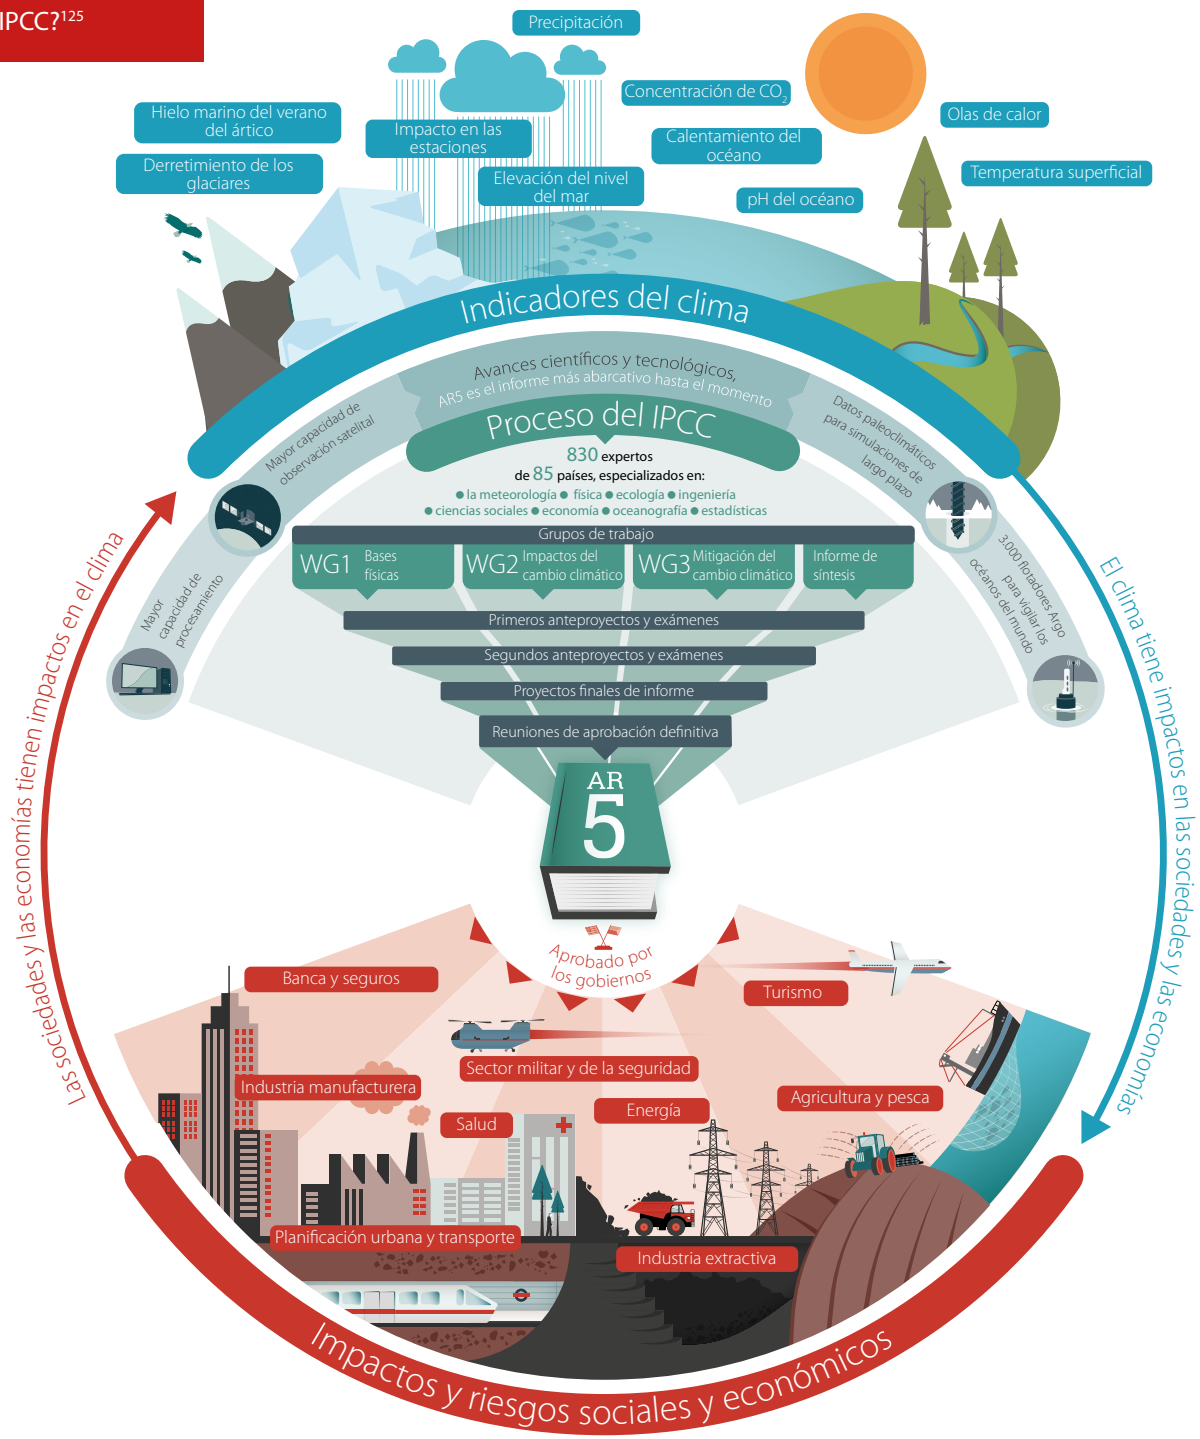 IPCC?125
Precipitación
Concentración de CO2
Hielo marino del verano
del ártico
Olas de calor
Impacto en las
estaciones
Calentamiento del
océano
Derretimiento de los
glaciares
Temperatura superficial
Elevación del nivel
del mar
pH del océano
Indicadores del clima
Avances científicos y tecnológicos,
AR5 es el informe más abarcativo hasta el momento
Proceso del IPCC
Mayor capacidad de
observación satelital
Datos paleoclimáticos
para simulaciones de
largo plazo
830 expertos
de 85 países, especializados en:
● la meteorología ● física ● ecología ● ingeniería
● ciencias sociales ● economía ● oceanografía ● estadísticas
Grupos de trabajo
WG1 Bases
físicas
WG2 Impactos del
cambio climático
WG3 Mitigación del
cambio climático
Informe de
síntesis
Mayor
capacidad de
procesamiento
3.000 flotadores Argo
para vigilar los
océanos del mundo
Primeros anteproyectos y exámenes
Segundos anteproyectos y exámenes
Proyectos finales de informe
Reuniones de aprobación definitiva
AR
5
Aprobado por
los gobiernos
Las sociedades y las economías tienen impactos en el clima
El clima tiene impactos en las sociedades y las economías
Banca y seguros
Turismo
Sector militar y de la seguridad
Industria manufacturera
Agricultura y pesca
Energía
Salud
Planificación urbana y transporte
Industria extractiva
Impactos y riesgos sociales y económicos